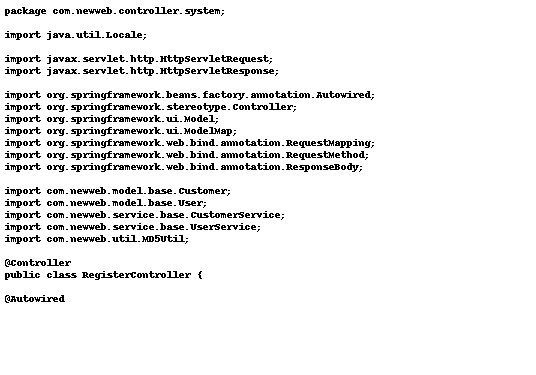 package com.newweb.controller.system;
import java.util.Locale;
import javax.servlet.http.HttpServletRequest;
import javax.servlet.http.HttpServletResponse;
import org.springframework.beans.factory.annotation.Autowired;
import org.springframework.stereotype.Controller;
import org.springframework.ui.Model;
import org.springframework.ui.ModelMap;
import org.springframework.web.bind.annotation.RequestMapping;
import org.springframework.web.bind.annotation.RequestMethod;
import org.springframework.web.bind.annotation.ResponseBody;
import com.newweb.model.base.Customer;
import com.newweb.model.base.User;
import com.newweb.service.base.CustomerService;
import com.newweb.service.base.UserService;
import com.newweb.util.MD5Util;
@Controller
public class RegisterController {
@Autowired